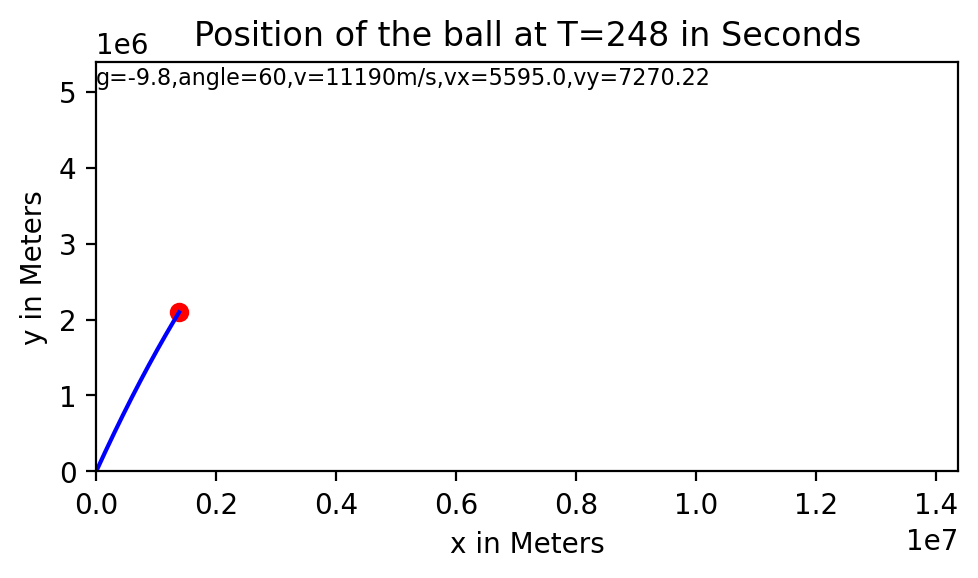 Position of the ball at T=248 in Seconds
1e6
g=-9.8,angle=60,v=11190m/s,vx=5595.0,vy=7270.22
5
4
3
2
1
0
y in Meters
0.0 0.2 0.4 0.6 0.8 1.0 1.2 1.4
x in Meters
1e7